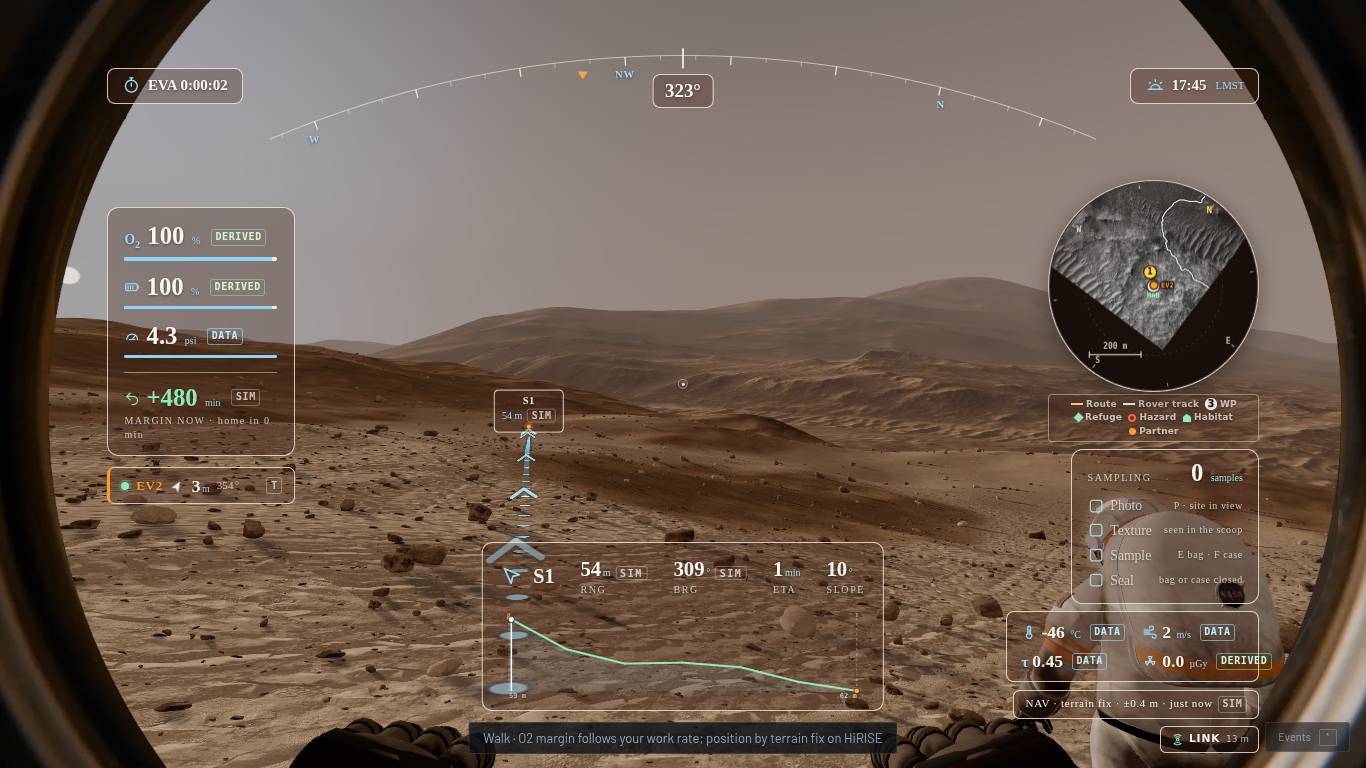 EVA 0:00:02
NW
323°
W
N
17:45 LMST
O2 100 % DERIVED
100 % DERIVED
4.3 psi DATA
+480 min SIM
MARGIN NOW · home in 0
min
EV2 3 m 354° T
N
W
1
EV2
200 m
S
E
Route Rover track 3 WP
Refuge Hazard Habitat
Partner
S1
54 m SIM
SAMPLING 0 samples
Photo P · site in view
Texture seen in the scoop
Sample E bag · F case
Seal bag or case closed
NASA
S1 54 m SIM 309° SIM 1 min 10°
RNG BRG ETA SLOPE
59 m 62 m
-46 °C DATA 2 m/s DATA
τ 0.45 DATA 0.0 µGy DERIVED
NAV · terrain fix · ±0.4 m · just now SIM
LINK 13 m
Walk · O2 margin follows your work rate; position by terrain fix on HiRISE
Events *